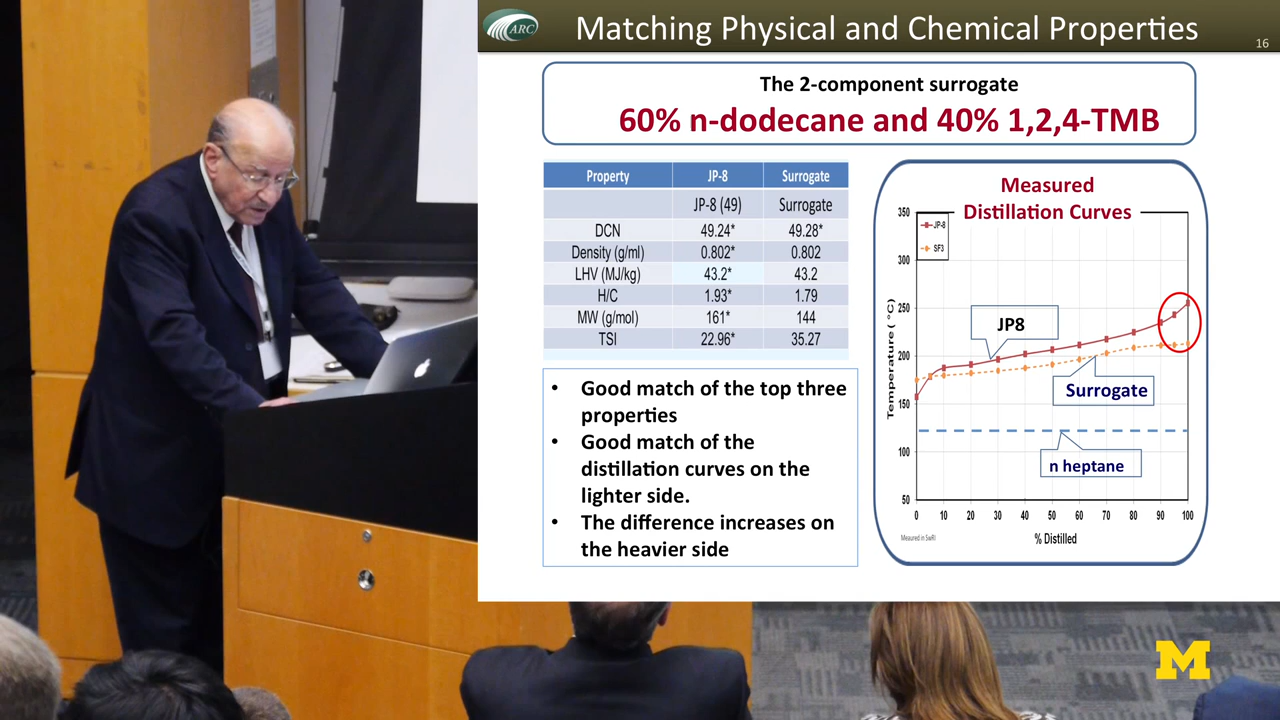 ARC
Matching Physical and Chemical Properties
16
The 2-component surrogate
60% n-dodecane and 40% 1,2,4-TMB
Property JP-8 Surrogate
JP-8 (49) Surrogate
DCN 49.24* 49.28*
Density (g/ml) 0.802* 0.802
LHV (MJ/kg) 43.2* 43.2
H/C 1.93* 1.79
MW (g/mol) 161* 144
TSI 22.96* 35.27
• Good match of the top three
properties
• Good match of the
distillation curves on the
lighter side.
• The difference increases on
the heavier side
Measured
Distillation Curves
JP-8
SF3
350
300
250
200
150
100
50
Temperature ( °C)
JP8
Surrogate
n heptane
0 10 20 30 40 50 60 70 80 90 100
Measured in SwRI
% Distilled
M